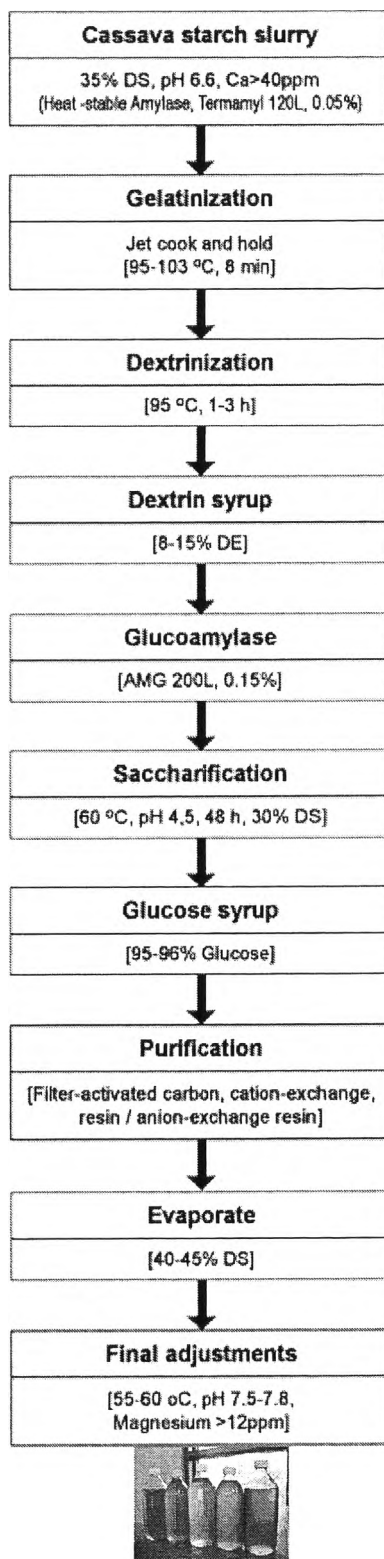 Cassava starch slurry
35% DS, pH 6.6, Ca>40ppm
(Heat -stable Amylase, Termamyl 120L, 0.05%)
Gelatinization
Jet cook and hold
[95-103 ºC, 8 min]
Dextrinization
[95 ºC, 1-3 h]
Dextrin syrup
[8-15% DE]
Glucoamylase
[AMG 200L, 0.15%]
Saccharification
[60 ºC, pH 4,5, 48 h, 30% DS]
Glucose syrup
[95-96% Glucose]
Purification
[Filter-activated carbon, cation-exchange,
resin / anion-exchange resin]
Evaporate
[40-45% DS]
Final adjustments
[55-60 oC, pH 7.5-7.8,
Magnesium >12ppm]